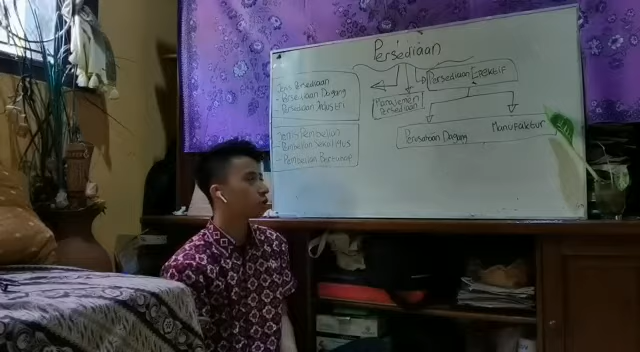 Persediaan
Jenis Persediaan
- Persediaan Dagang
- Persediaan Industri
Manajemen
Persediaan
Persediaan Efektif
Perusahaan Dagang
Manufaktur
Jenis Pembelian
- Pembelian Sekaligus
- Pembelian Bertahap